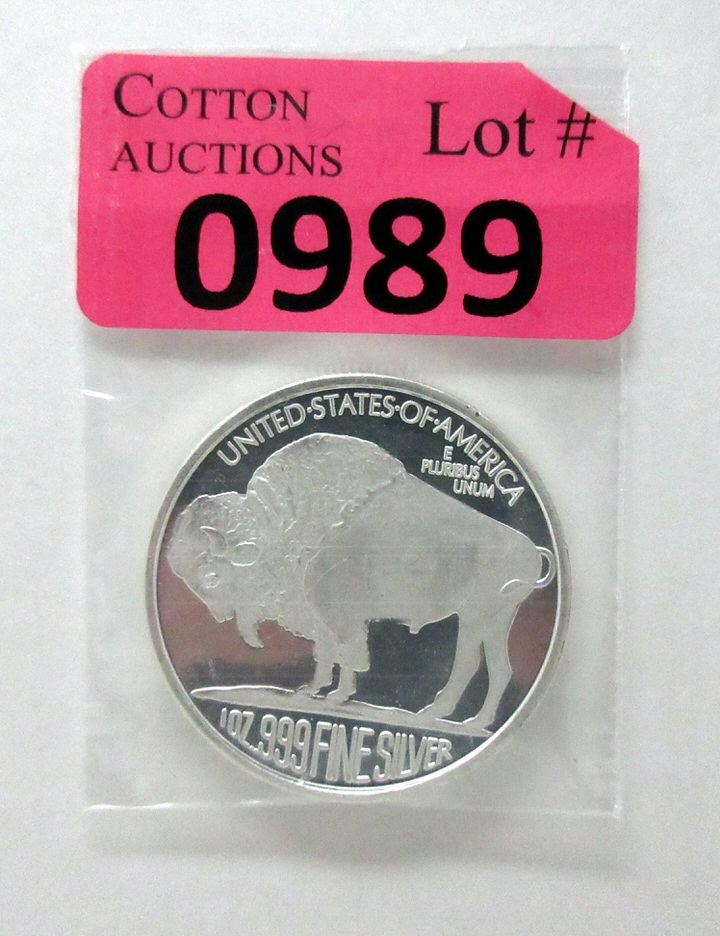 COTTON
AUCTIONS
Lot #
0989
UNITED·STATES·OF·AMERICA
E
PLURIBUS
UNUM
1 OZ. 999 FINE SILVER